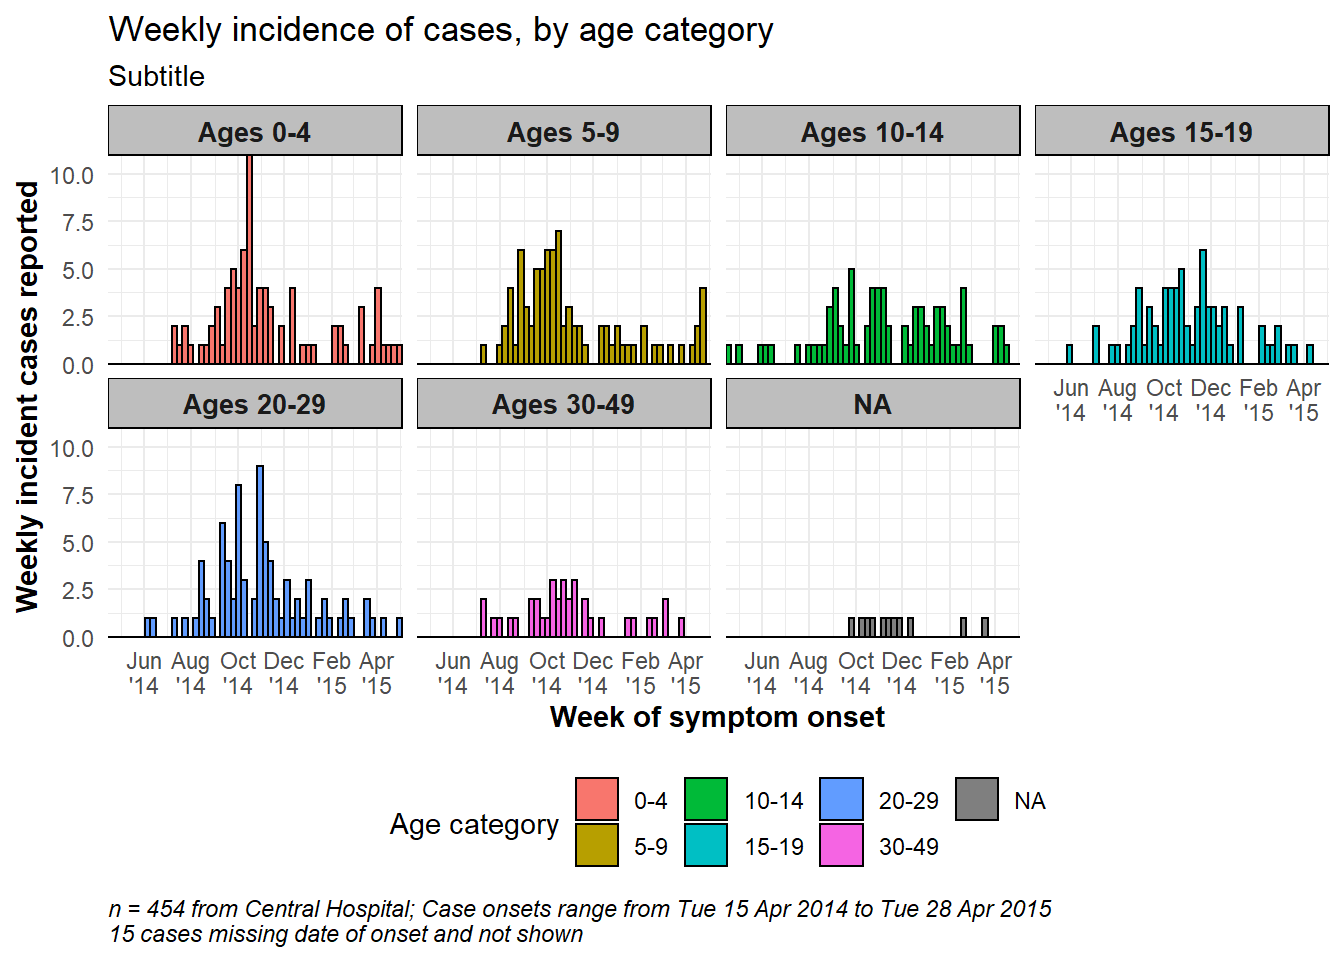 Weekly incidence of cases, by age category
Subtitle
Ages 0-4
Ages 5-9
Ages 10-14
Ages 15-19
10.0
7.5
5.0
2.5
0.0
Jun Aug Oct Dec Feb Apr
'14 '14 '14 '14 '15 '15
Weekly incident cases reported
Ages 20-29
Ages 30-49
NA
10.0
7.5
5.0
2.5
0.0
Jun Aug Oct Dec Feb Apr
'14 '14 '14 '14 '15 '15
Jun Aug Oct Dec Feb Apr
'14 '14 '14 '14 '15 '15
Jun Aug Oct Dec Feb Apr
'14 '14 '14 '14 '15 '15
Week of symptom onset
Age category
0-4
5-9
10-14
15-19
20-29
30-49
NA
n = 454 from Central Hospital; Case onsets range from Tue 15 Apr 2014 to Tue 28 Apr 2015
15 cases missing date of onset and not shown